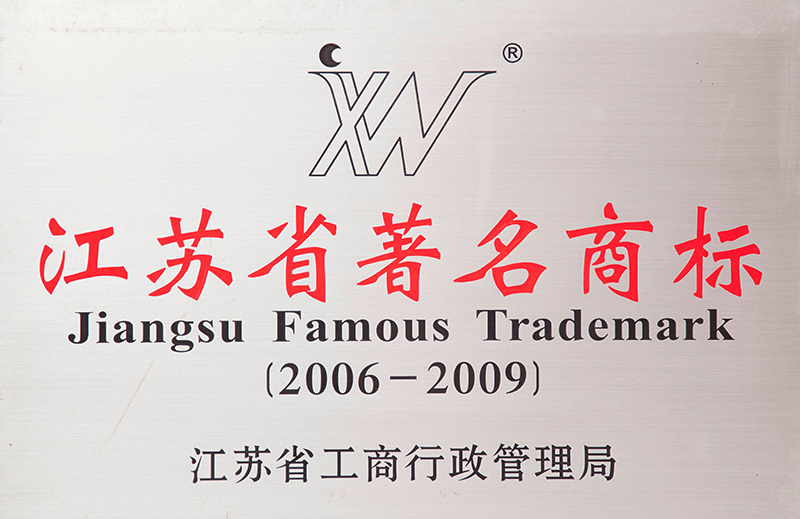 XW ®
江苏省著名商标
Jiangsu Famous Trademark
(2006-2009)
江苏省工商行政管理局